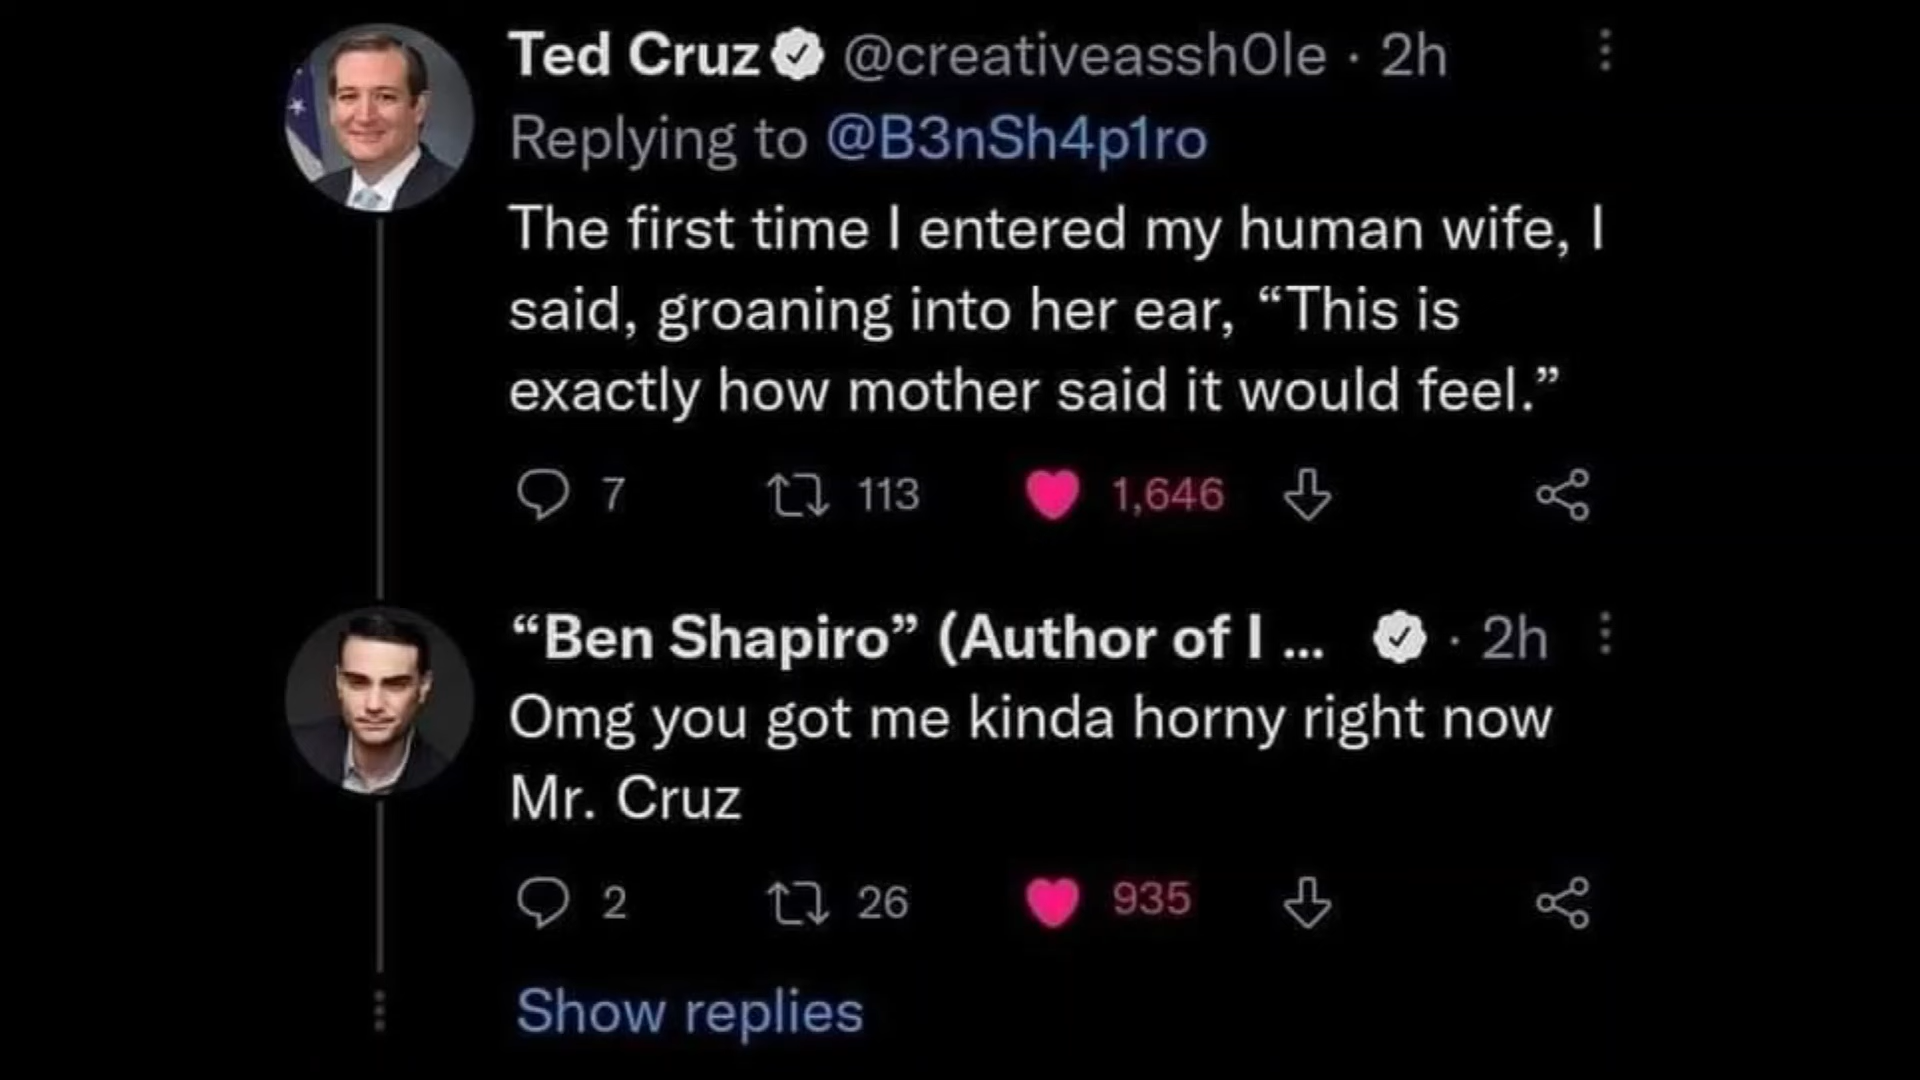 Ted Cruz @creativeassh0le · 2h
Replying to @B3nSh4p1ro
The first time I entered my human wife, I
said, groaning into her ear, “This is
exactly how mother said it would feel.”
7 113 1,646
“Ben Shapiro” (Author of I ... · 2h
Omg you got me kinda horny right now
Mr. Cruz
2 26 935
Show replies